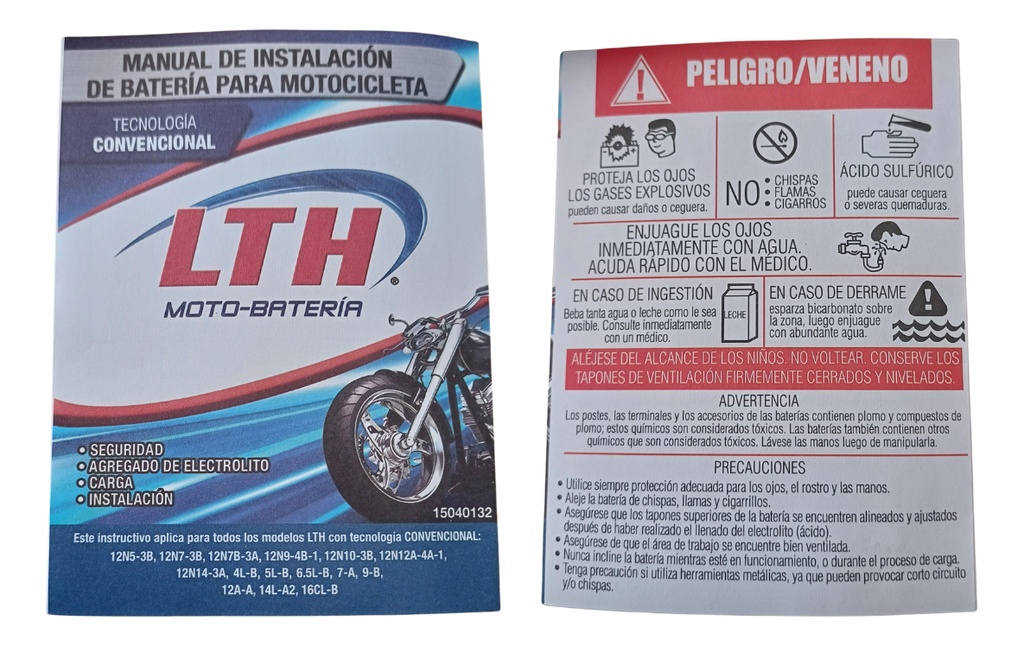 MANUAL DE INSTALACIÓN
DE BATERÍA PARA MOTOCICLETA
TECNOLOGÍA
CONVENCIONAL
LTH
®
MOTO-BATERÍA
• SEGURIDAD
• AGREGADO DE ELECTROLITO
• CARGA
• INSTALACIÓN
15040132
Este instructivo aplica para todos los modelos LTH con tecnología CONVENCIONAL:
12N5-3B, 12N7-3B, 12N7B-3A, 12N9-4B-1, 12N10-3B, 12N12A-4A-1,
12N14-3A, 4L-B, 5L-B, 6.5L-B, 7-A, 9-B,
12A-A, 14L-A2, 16CL-B
PELIGRO/VENENO
PROTEJA LOS OJOS
LOS GASES EXPLOSIVOS
pueden causar daños o ceguera.
NO:
CHISPAS
FLAMAS
CIGARROS
ÁCIDO SULFÚRICO
puede causar ceguera
o severas quemaduras.
ENJUAGUE LOS OJOS
INMEDIATAMENTE CON AGUA.
ACUDA RÁPIDO CON EL MÉDICO.
EN CASO DE INGESTIÓN
Beba tanta agua o leche como le sea
posible. Consulte inmediatamente
con un médico.
LECHE
EN CASO DE DERRAME
esparza bicarbonato sobre
la zona, luego enjuague
con abundante agua.
ALÉJESE DEL ALCANCE DE LOS NIÑOS. NO VOLTEAR. CONSERVE LOS
TAPONES DE VENTILACIÓN FIRMEMENTE CERRADOS Y NIVELADOS.
ADVERTENCIA
Los postes, las terminales y los accesorios de las baterías contienen plomo y compuestos de
plomo; estos químicos son considerados tóxicos. Las baterías también contienen otros
químicos que son considerados tóxicos. Lávese las manos luego de manipularla.
PRECAUCIONES
• Utilice siempre protección adecuada para los ojos, el rostro y las manos.
• Aleje la batería de chispas, llamas y cigarrillos.
• Asegúrese que los tapones superiores de la batería se encuentren alineados y ajustados
después de haber realizado el llenado del electrolito (ácido).
• Asegúrese de que el área de trabajo se encuentre bien ventilada.
• Nunca incline la batería mientras esté en funcionamiento, o durante el proceso de carga.
• Tenga precaución si utiliza herramientas metálicas, ya que pueden provocar corto circuito
y/o chispas.